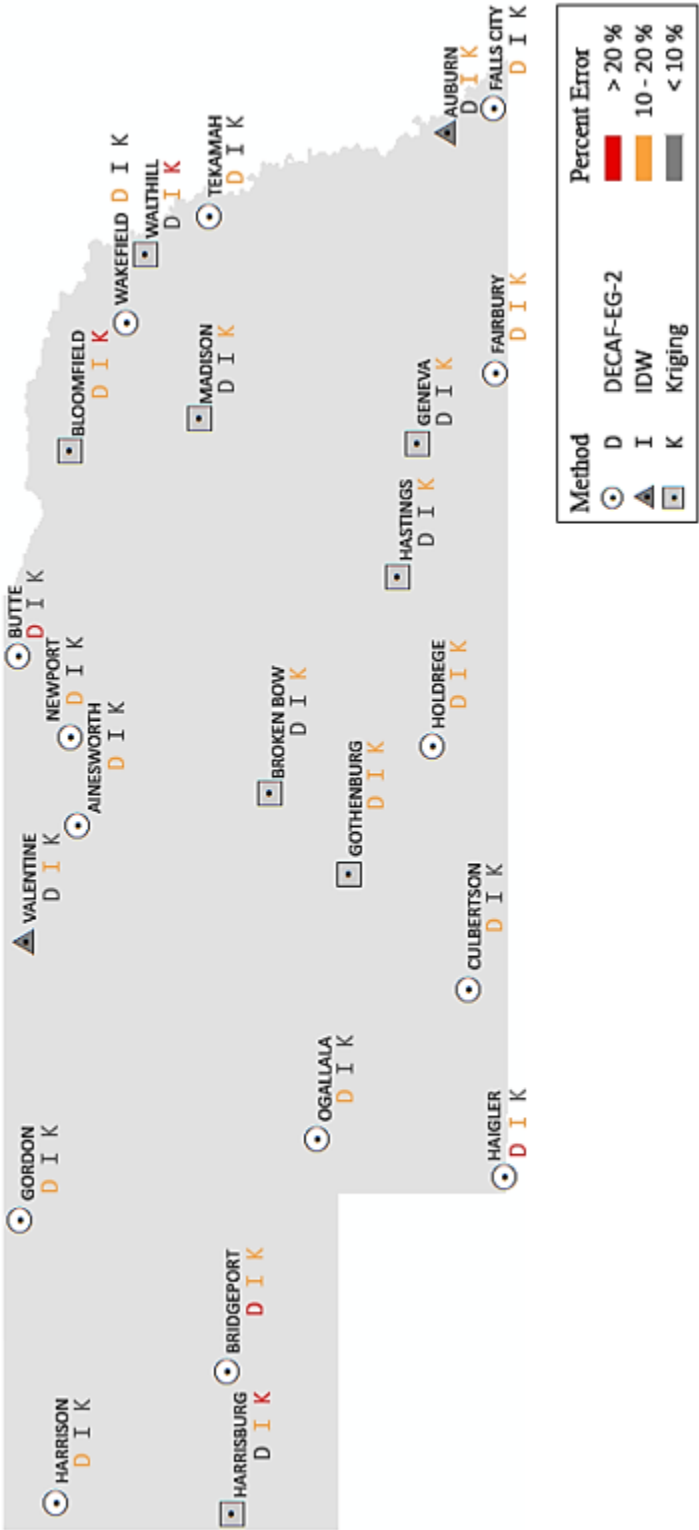 HARRISON
D I K
GORDON
D I K
VALENTINE
D I K
AINESWORTH
D I K
NEWPORT
D I K
BUTTE
D I K
BLOOMFIELD
D I K
WAKEFIELD D I K
WALTHILL
D I K
TEKAMAH
D I K
MADISON
D I K
HARRISBURG
D I K
BRIDGEPORT
D I K
OGALLALA
D I K
BROKEN BOW
D I K
GOTHENBURG
D I K
HASTINGS
D I K
GENEVA
D I K
HOLDREGE
D I K
CULBERTSON
D I K
HAIGLER
D I K
FAIRBURY
D I K
AUBURN
D I K
FALLS CITY
D I K
Method Percent Error
D DECAF-EG-2 > 20 %
I IDW 10 - 20 %
K Kriging < 10 %